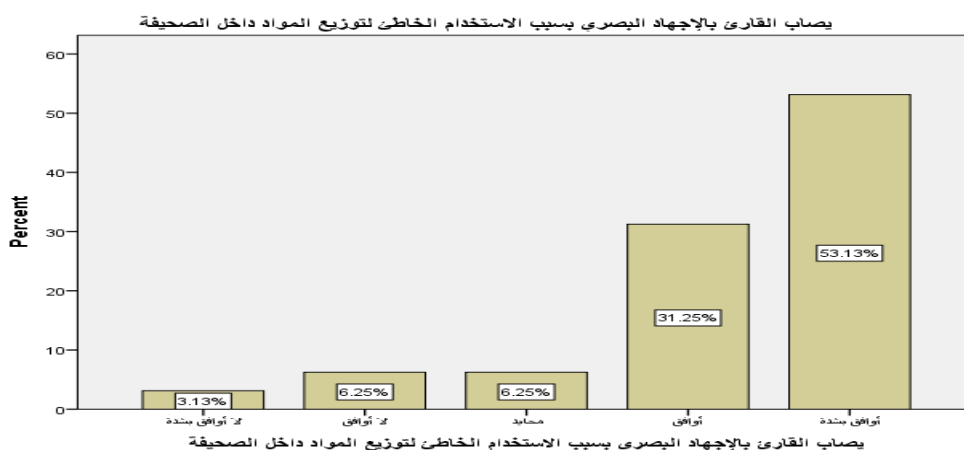 يصاب القارئ بالإجهاد البصري بسبب الاستخدام الخاطئ لتوزيع المواد داخل الصحيفة
60
50
40
30
20
10
0
Percent
3.13%
6.25%
6.25%
31.25%
53.13%
لا أوافق بشدة
لا أوافق
محايد
أوافق
أوافق بشدة
يصاب القارئ بالإجهاد البصري بسبب الاستخدام الخاطئ لتوزيع المواد داخل الصحيفة